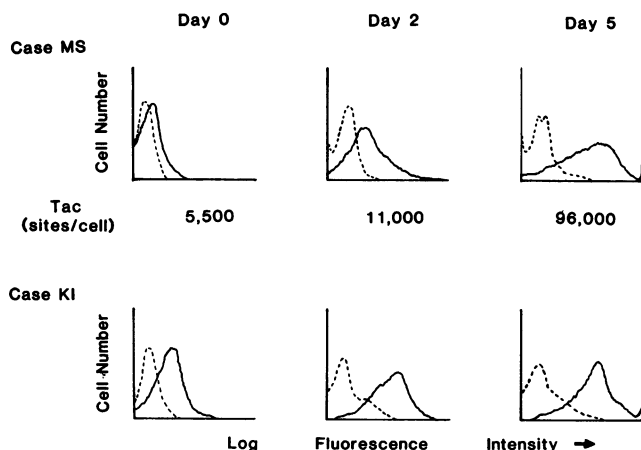 Day 0 Day 2 Day 5
Case MS
Cell Number
Tac
(sites/cell) 5,500 11,000 96,000
Case KI
Cell Number
Log Fluorescence Intensity →